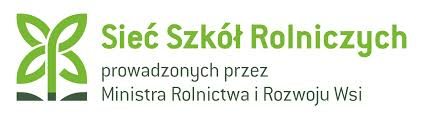 Sieć Szkół Rolniczych
prowadzonych przez
Ministra Rolnictwa i Rozwoju Wsi